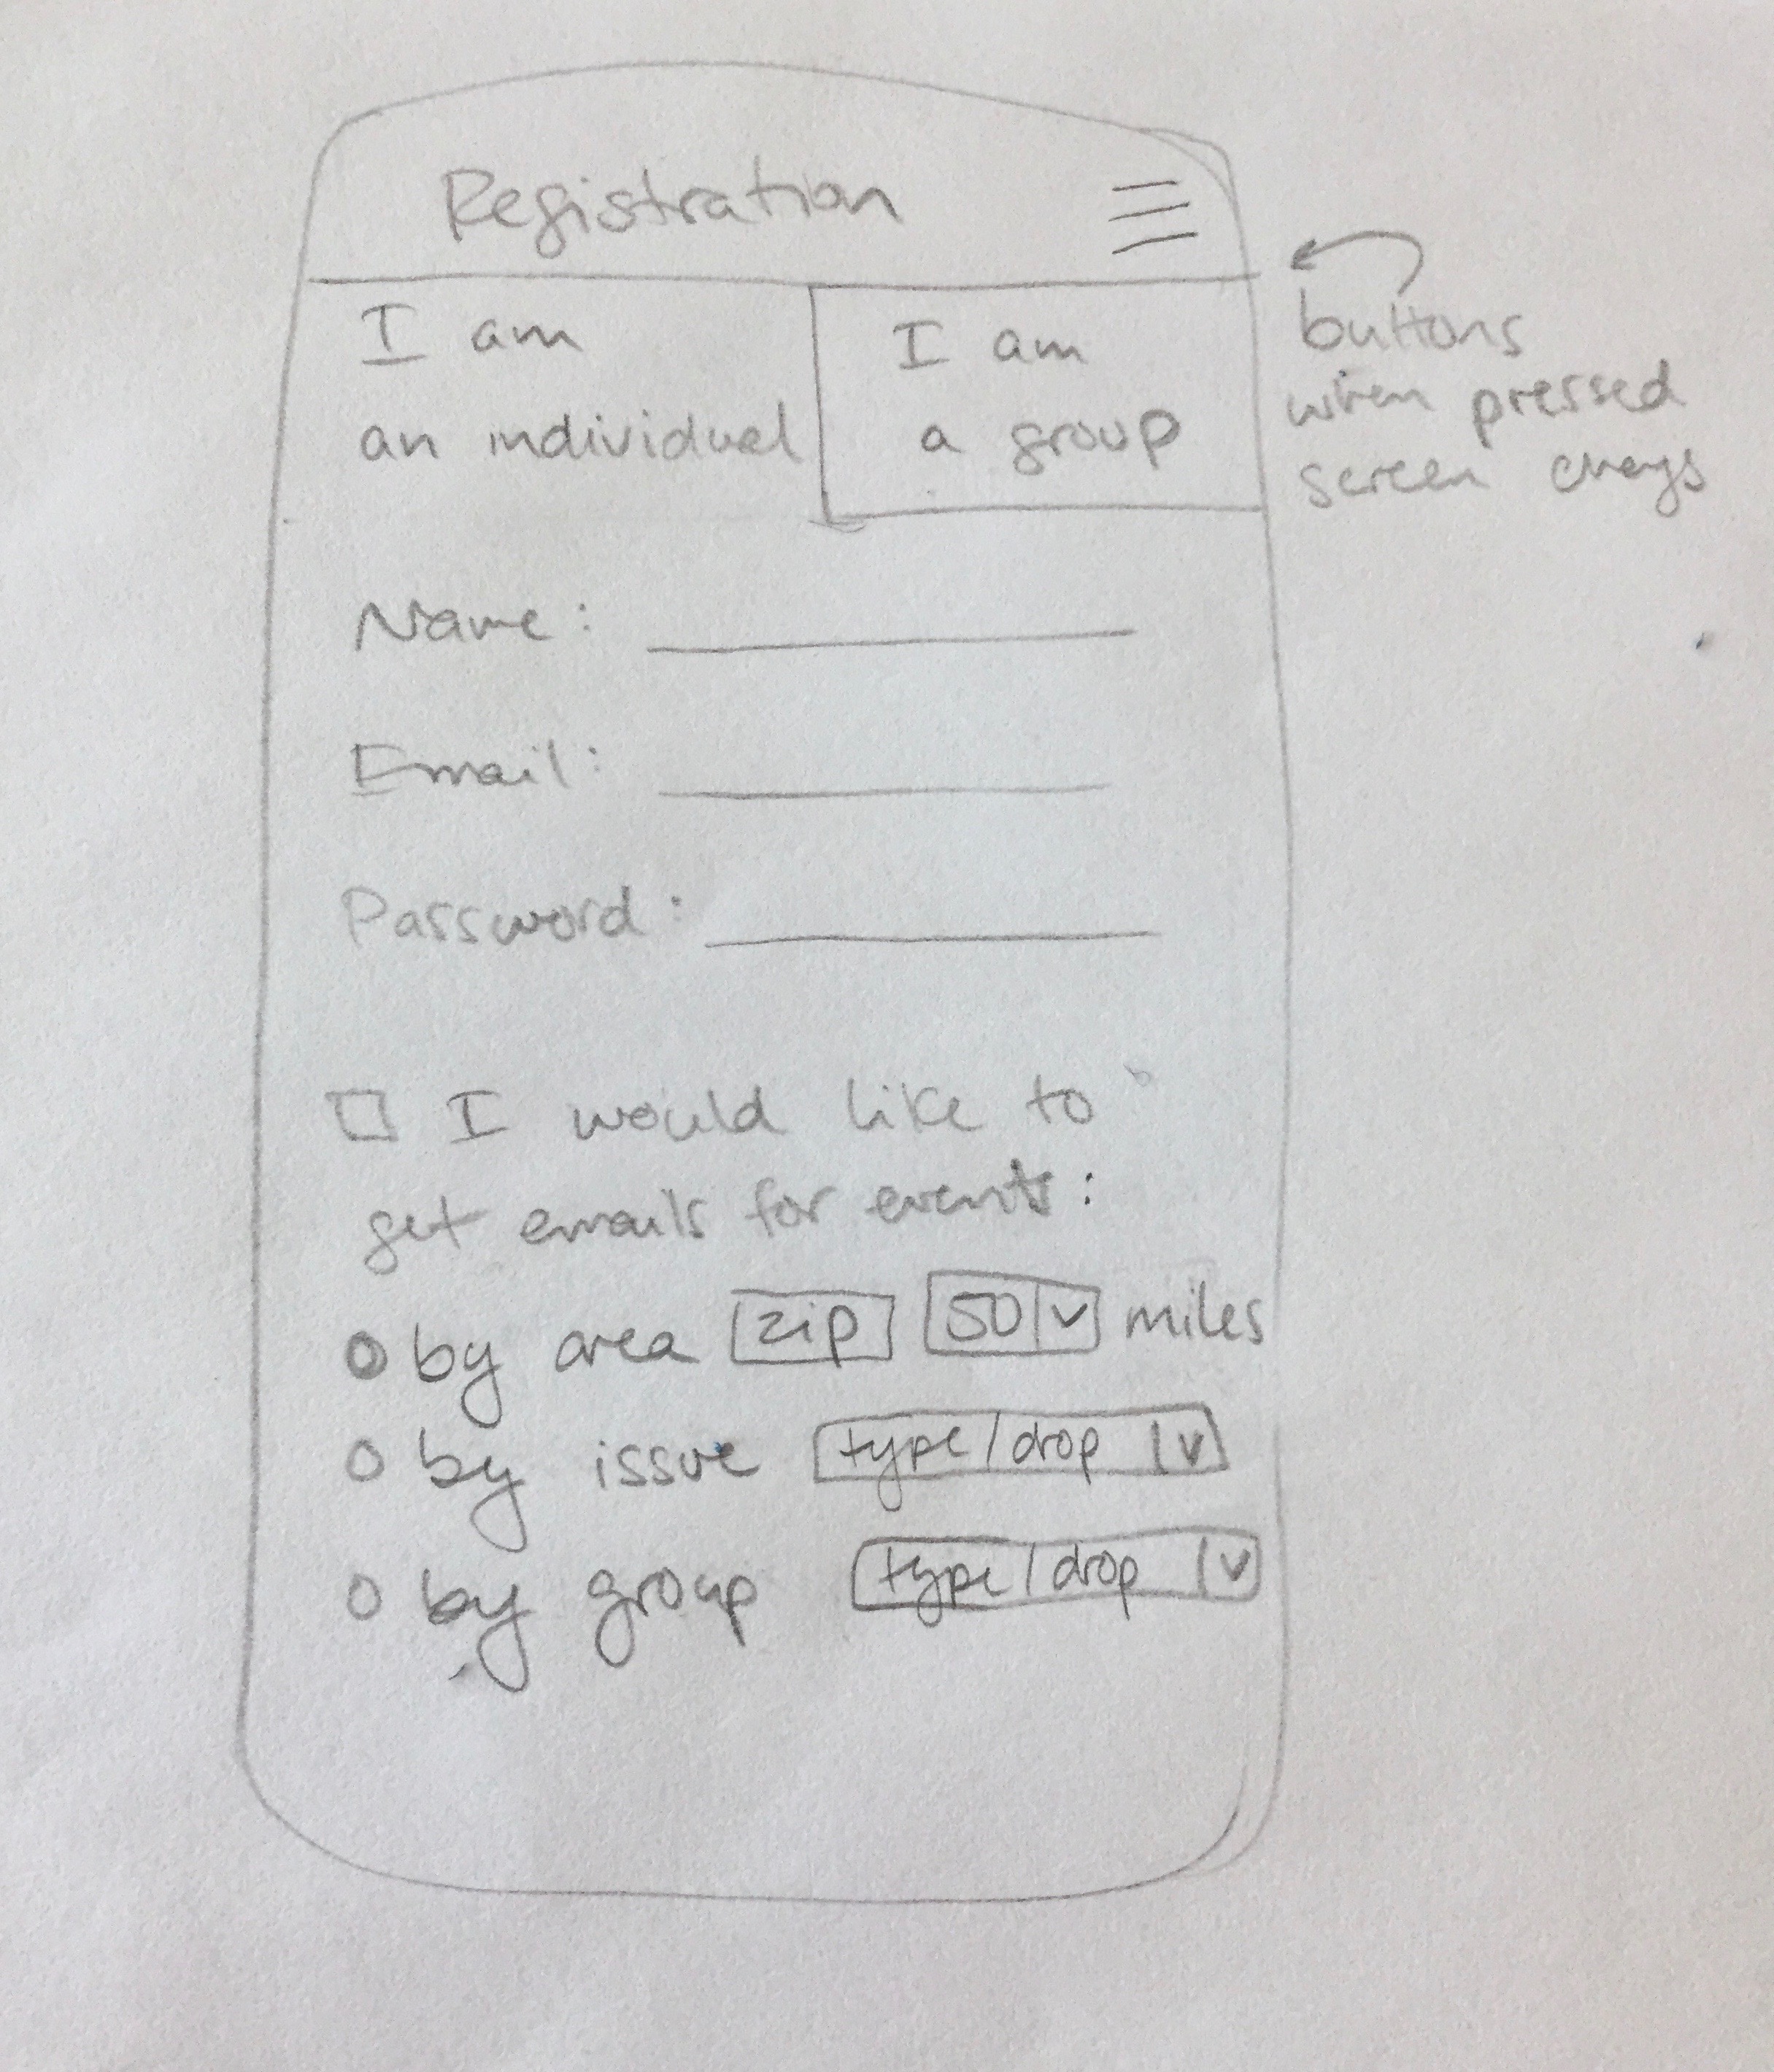 Registration
I am
an individual
I am
a group
buttons
when pressed
screen changs
Name:
Email:
Password:
I would like to
get emails for events:
by area zip 50 v miles
by issue type/drop v
by group type/drop v